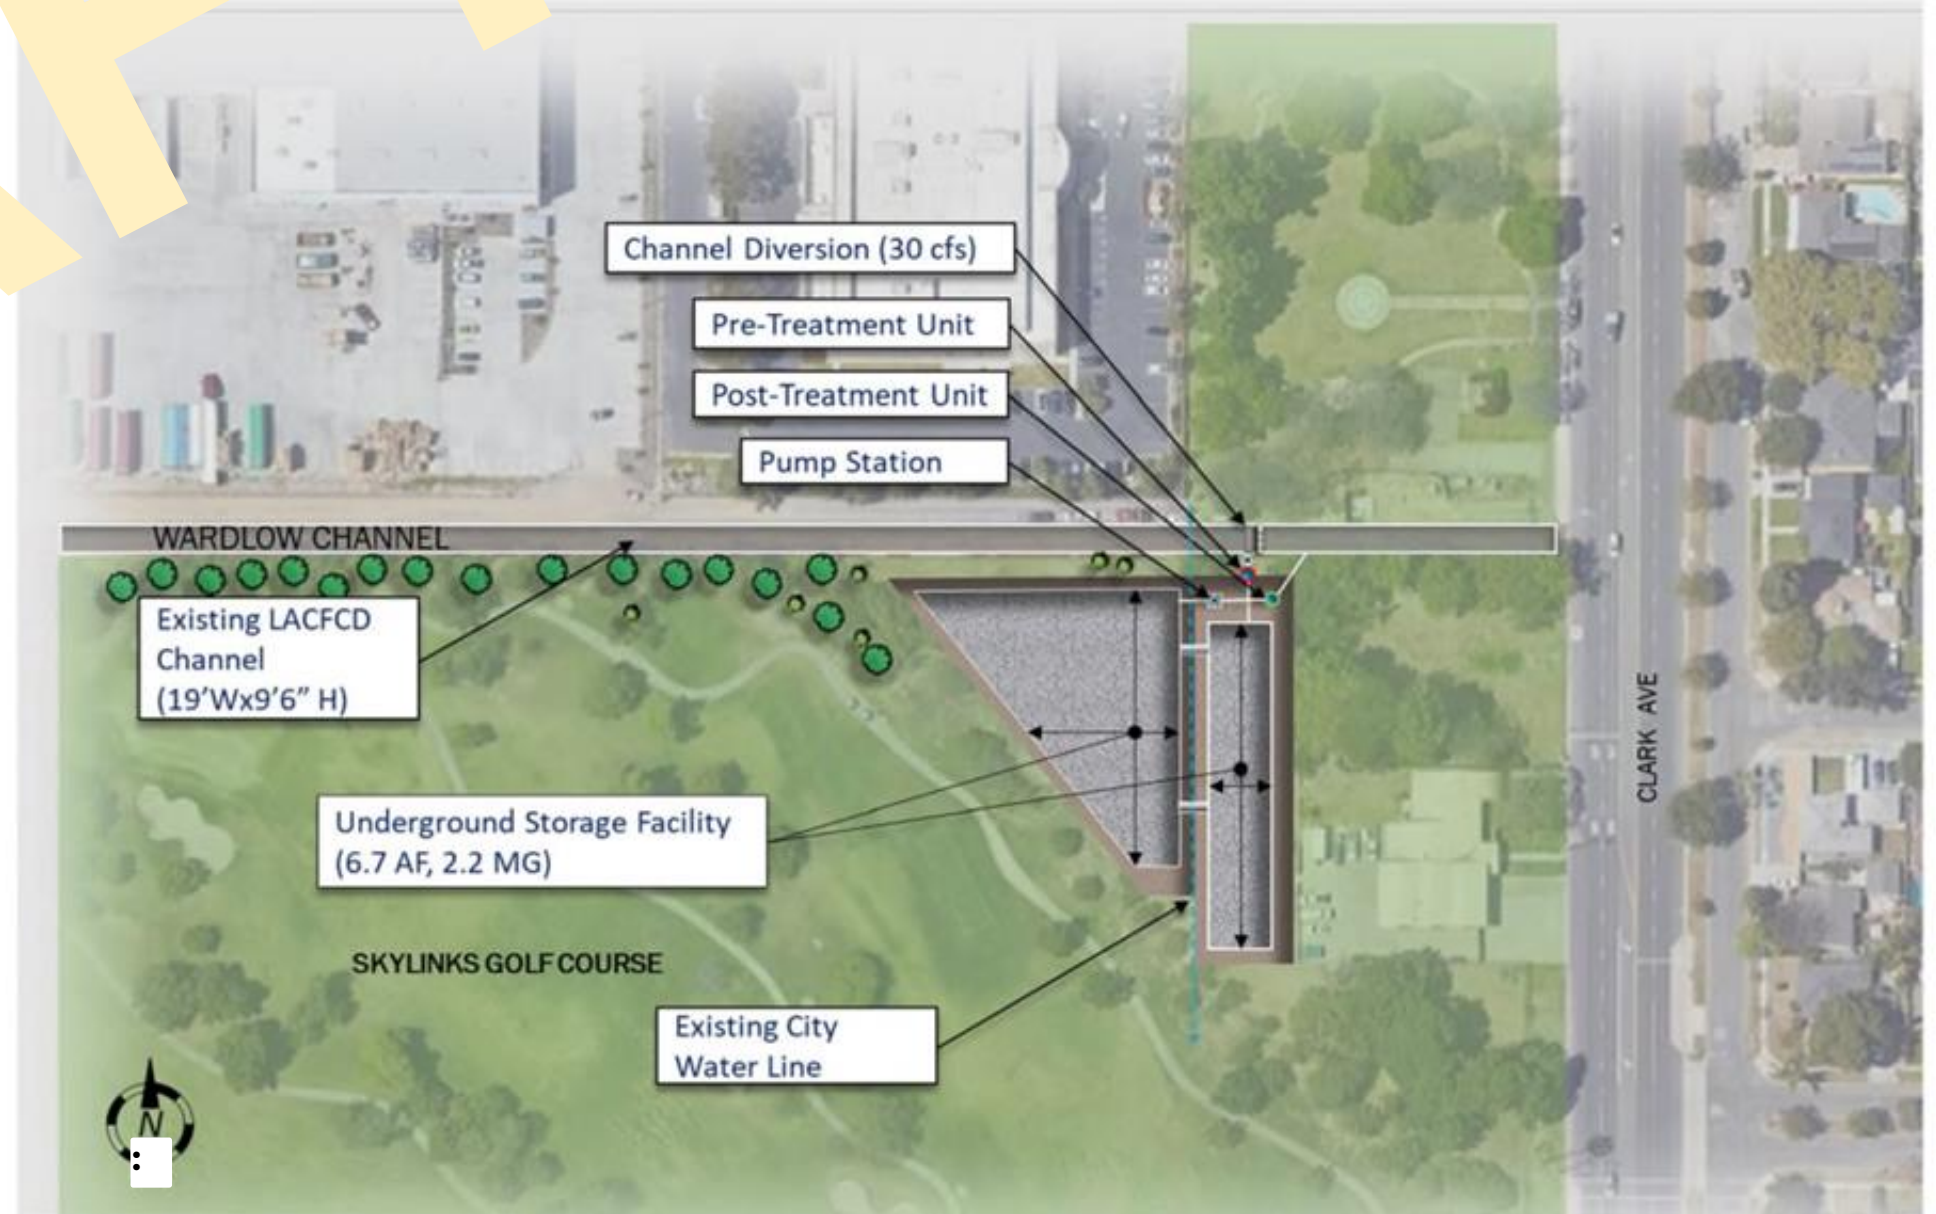 Channel Diversion (30 cfs)
Pre-Treatment Unit
Post-Treatment Unit
Pump Station
WARDLOW CHANNEL
Existing LACFCD
Channel
(19’Wx9’6” H)
Underground Storage Facility
(6.7 AF, 2.2 MG)
CLARK AVE
SKYLINKS GOLF COURSE
Existing City
Water Line
N
: